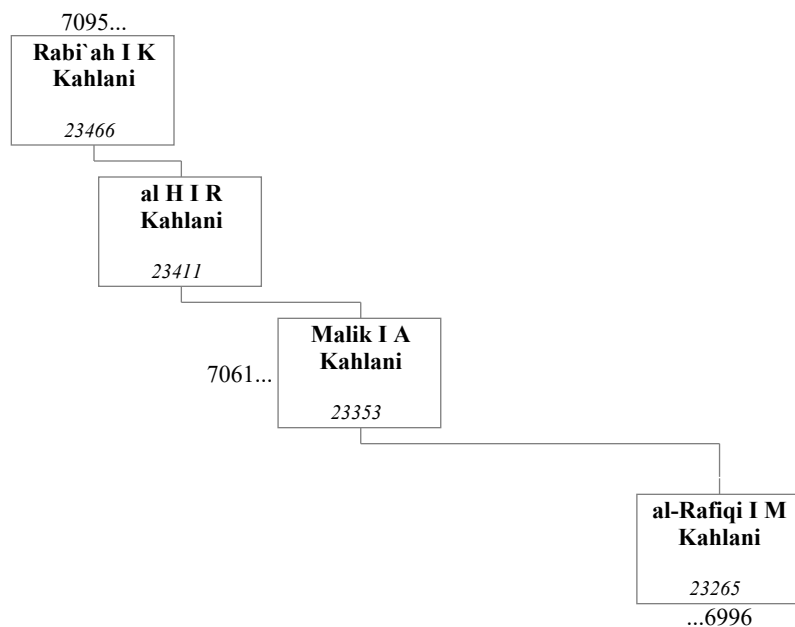 7095...
Rabi`ah I K
Kahlani
23466
al H I R
Kahlani
23411
Malik I A
Kahlani
7061...
23353
al-Rafiqi I M
Kahlani
23265
...6996